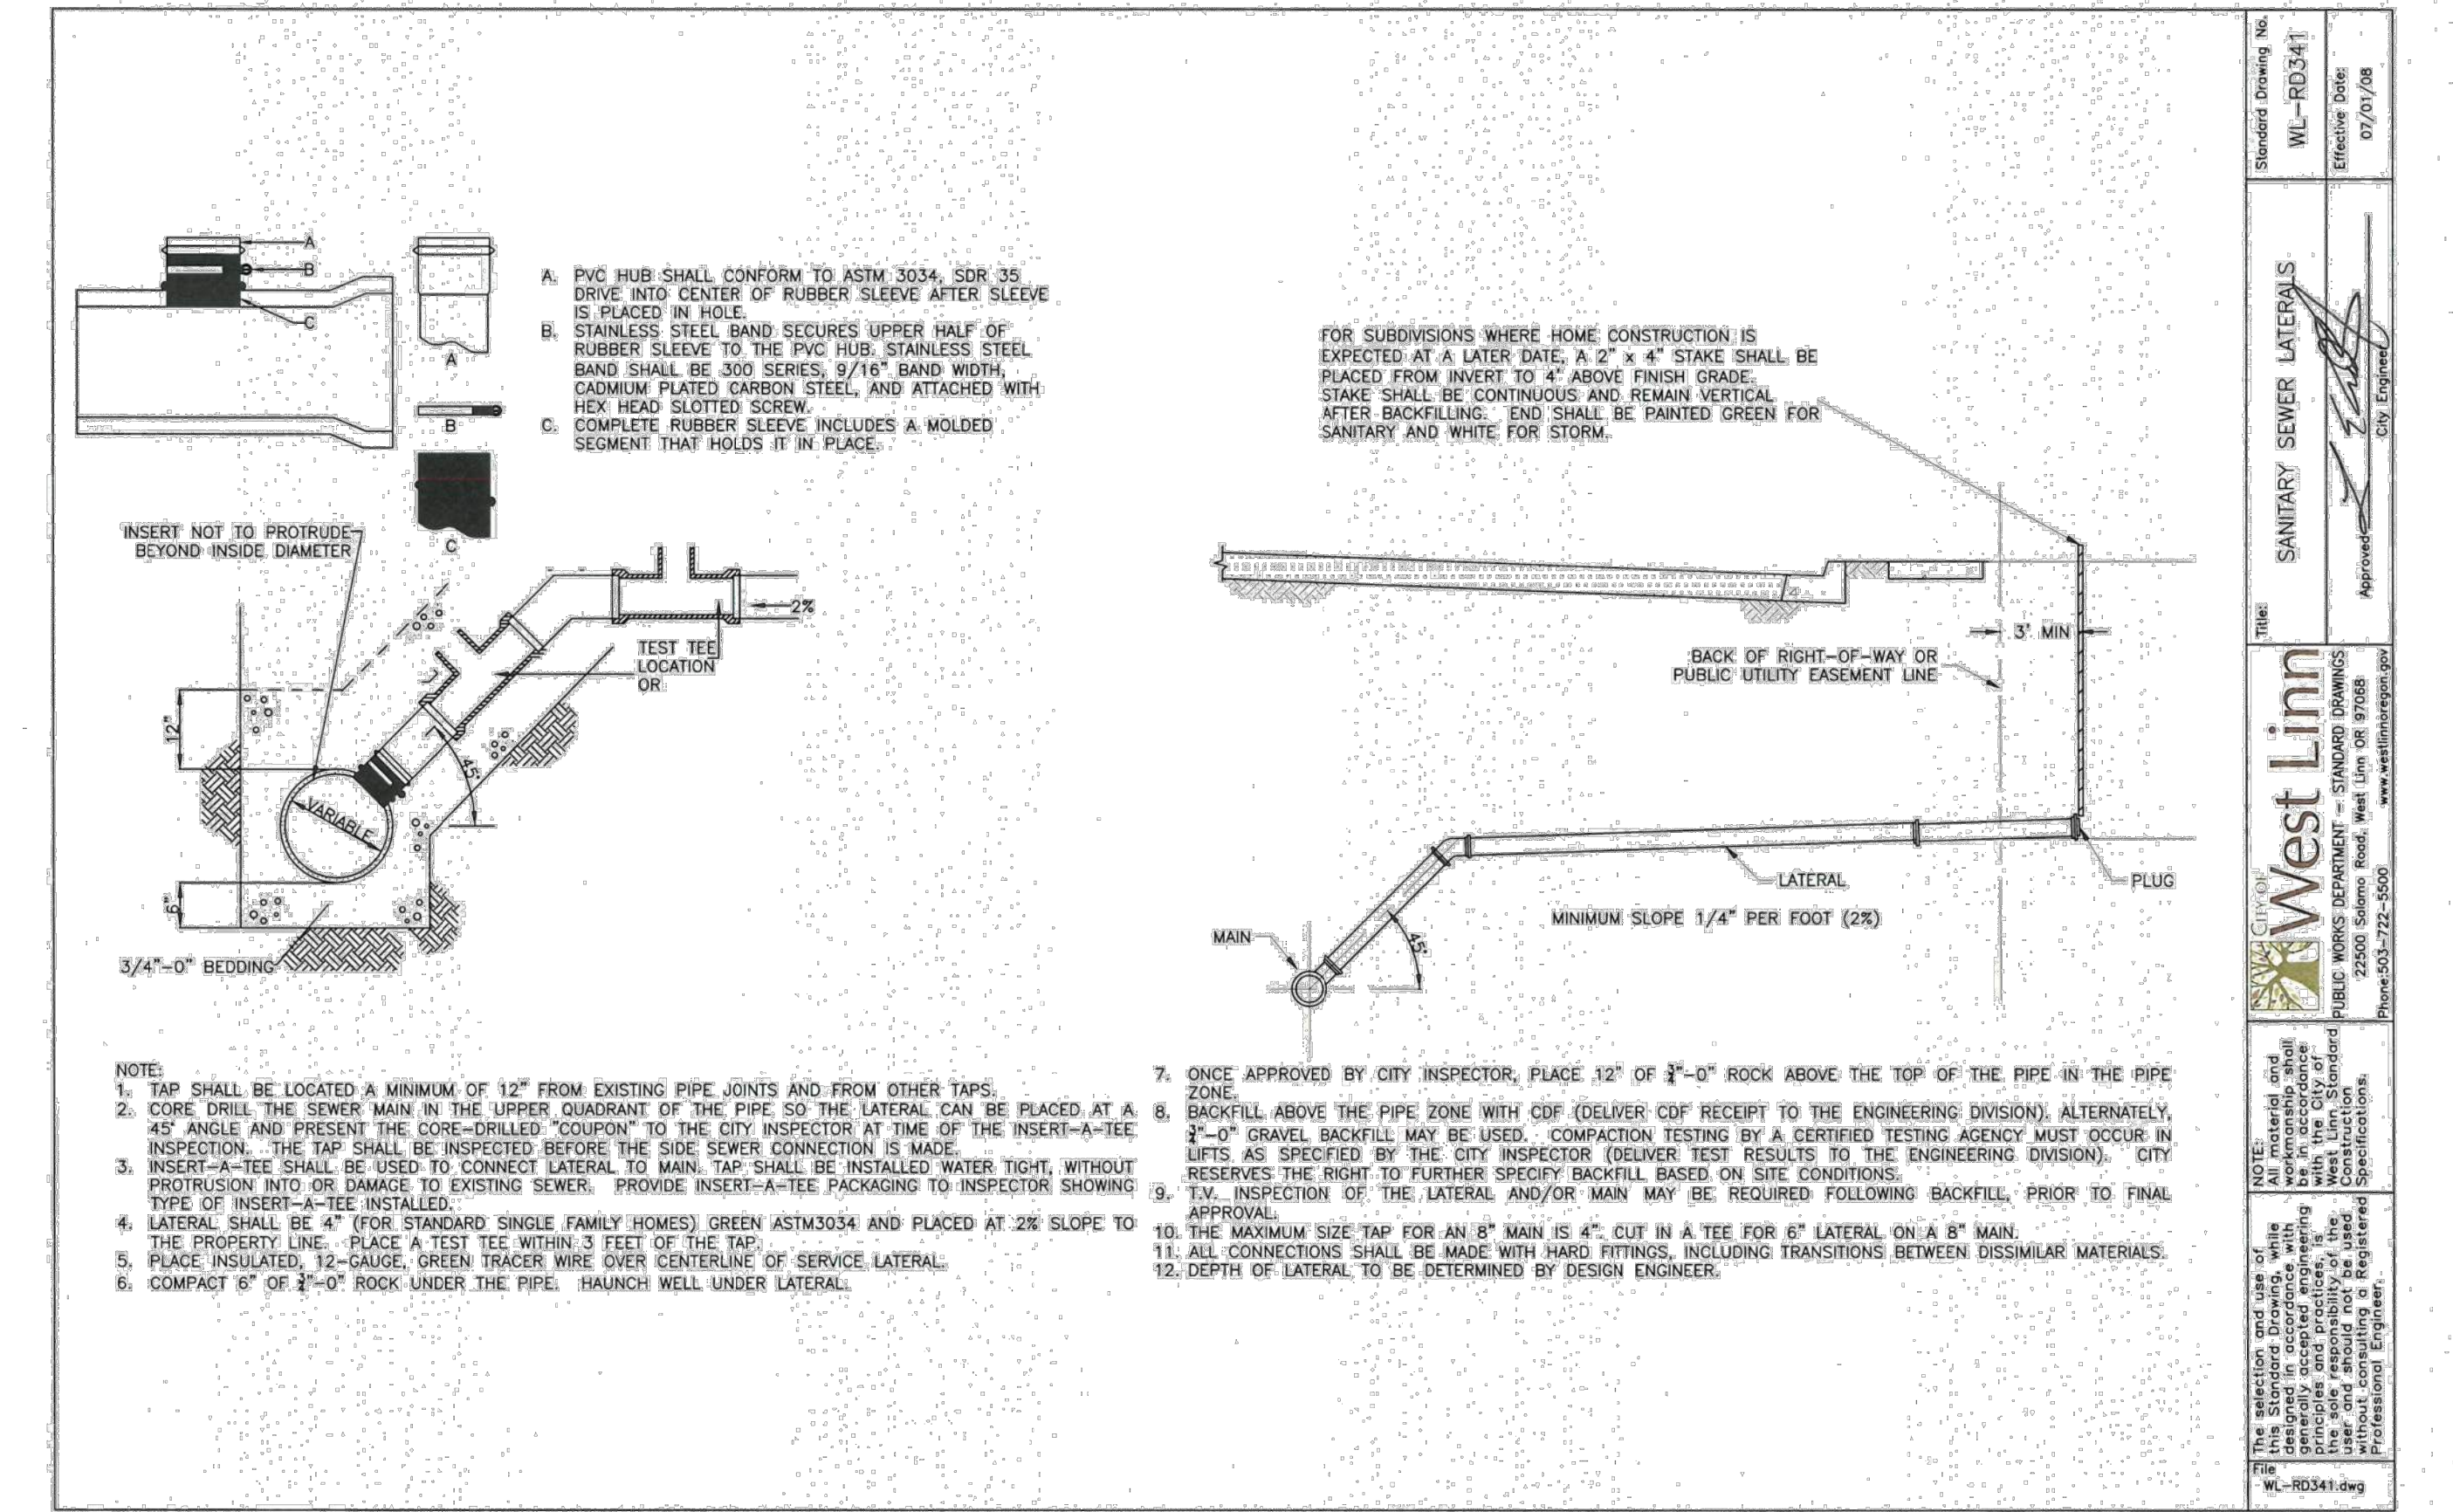 A
B
C
A
B
C
A. PVC HUB SHALL CONFORM TO ASTM 3034, SDR 35
DRIVE INTO CENTER OF RUBBER SLEEVE AFTER SLEEVE
IS PLACED IN HOLE.
B. STAINLESS STEEL BAND SECURES UPPER HALF OF
RUBBER SLEEVE TO THE PVC HUB. STAINLESS STEEL
BAND SHALL BE 300 SERIES, 9/16" BAND WIDTH,
CADMIUM PLATED CARBON STEEL, AND ATTACHED WITH
HEX HEAD SLOTTED SCREW.
C. COMPLETE RUBBER SLEEVE INCLUDES A MOLDED
SEGMENT THAT HOLDS IT IN PLACE.
INSERT NOT TO PROTRUDE
BEYOND INSIDE DIAMETER
2%
TEST TEE
LOCATION
OR
12"
45°
VARIABLE
6"
3/4"-0" BEDDING
FOR SUBDIVISIONS WHERE HOME CONSTRUCTION IS
EXPECTED AT A LATER DATE, A 2" x 4" STAKE SHALL BE
PLACED FROM INVERT TO 4' ABOVE FINISH GRADE.
STAKE SHALL BE CONTINUOUS AND REMAIN VERTICAL
AFTER BACKFILLING. END SHALL BE PAINTED GREEN FOR
SANITARY AND WHITE FOR STORM.
3' MIN
BACK OF RIGHT-OF-WAY OR
PUBLIC UTILITY EASEMENT LINE
LATERAL
PLUG
MINIMUM SLOPE 1/4" PER FOOT (2%)
MAIN
45°
NOTE:
1. TAP SHALL BE LOCATED A MINIMUM OF 12" FROM EXISTING PIPE JOINTS AND FROM OTHER TAPS.
2. CORE DRILL THE SEWER MAIN IN THE UPPER QUADRANT OF THE PIPE SO THE LATERAL CAN BE PLACED AT A
45° ANGLE AND PRESENT THE CORE-DRILLED "COUPON" TO THE CITY INSPECTOR AT TIME OF THE INSERT-A-TEE
INSPECTION. THE TAP SHALL BE INSPECTED BEFORE THE SIDE SEWER CONNECTION IS MADE.
3. INSERT-A-TEE SHALL BE USED TO CONNECT LATERAL TO MAIN. TAP SHALL BE INSTALLED WATER TIGHT, WITHOUT
PROTRUSION INTO OR DAMAGE TO EXISTING SEWER. PROVIDE INSERT-A-TEE PACKAGING TO INSPECTOR SHOWING
TYPE OF INSERT-A-TEE INSTALLED.
4. LATERAL SHALL BE 4" (FOR STANDARD SINGLE FAMILY HOMES) GREEN ASTM3034 AND PLACED AT 2% SLOPE TO
THE PROPERTY LINE. PLACE A TEST TEE WITHIN 3 FEET OF THE TAP.
5. PLACE INSULATED, 12-GAUGE, GREEN TRACER WIRE OVER CENTERLINE OF SERVICE LATERAL.
6. COMPACT 6" OF ¾"-0" ROCK UNDER THE PIPE. HAUNCH WELL UNDER LATERAL.
7. ONCE APPROVED BY CITY INSPECTOR, PLACE 12" OF ¾"-0" ROCK ABOVE THE TOP OF THE PIPE IN THE PIPE
ZONE.
8. BACKFILL ABOVE THE PIPE ZONE WITH CDF (DELIVER CDF RECEIPT TO THE ENGINEERING DIVISION). ALTERNATELY,
¾"-0" GRAVEL BACKFILL MAY BE USED. COMPACTION TESTING BY A CERTIFIED TESTING AGENCY MUST OCCUR IN
LIFTS AS SPECIFIED BY THE CITY INSPECTOR (DELIVER TEST RESULTS TO THE ENGINEERING DIVISION). CITY
RESERVES THE RIGHT TO FURTHER SPECIFY BACKFILL BASED ON SITE CONDITIONS.
9. T.V. INSPECTION OF THE LATERAL AND/OR MAIN MAY BE REQUIRED FOLLOWING BACKFILL, PRIOR TO FINAL
APPROVAL.
10. THE MAXIMUM SIZE TAP FOR AN 8" MAIN IS 4". CUT IN A TEE FOR 6" LATERAL ON A 8" MAIN.
11. ALL CONNECTIONS SHALL BE MADE WITH HARD FITTINGS, INCLUDING TRANSITIONS BETWEEN DISSIMILAR MATERIALS.
12. DEPTH OF LATERAL TO BE DETERMINED BY DESIGN ENGINEER.
File
WL-RD341.dwg
The selection and use of
this Standard Drawing, while
designed in accordance with
generally accepted engineering
principles and practices, is
the sole responsibility of the
user and should not be used
without consulting a Registered
Professional Engineer.
NOTE:
All material and
workmanship shall
be in accordance
with the City of
West Linn Standard
Construction
Specifications.
CITY OF
West Linn
PUBLIC WORKS DEPARTMENT - STANDARD DRAWINGS
22500 Salamo Road, West Linn OR 97068
Phone:503-722-5500 www.westlinnoregon.gov
Title:
SANITARY SEWER LATERALS
Approved
City Engineer
Standard Drawing No.
WL-RD341
Effective Date:
07/01/08